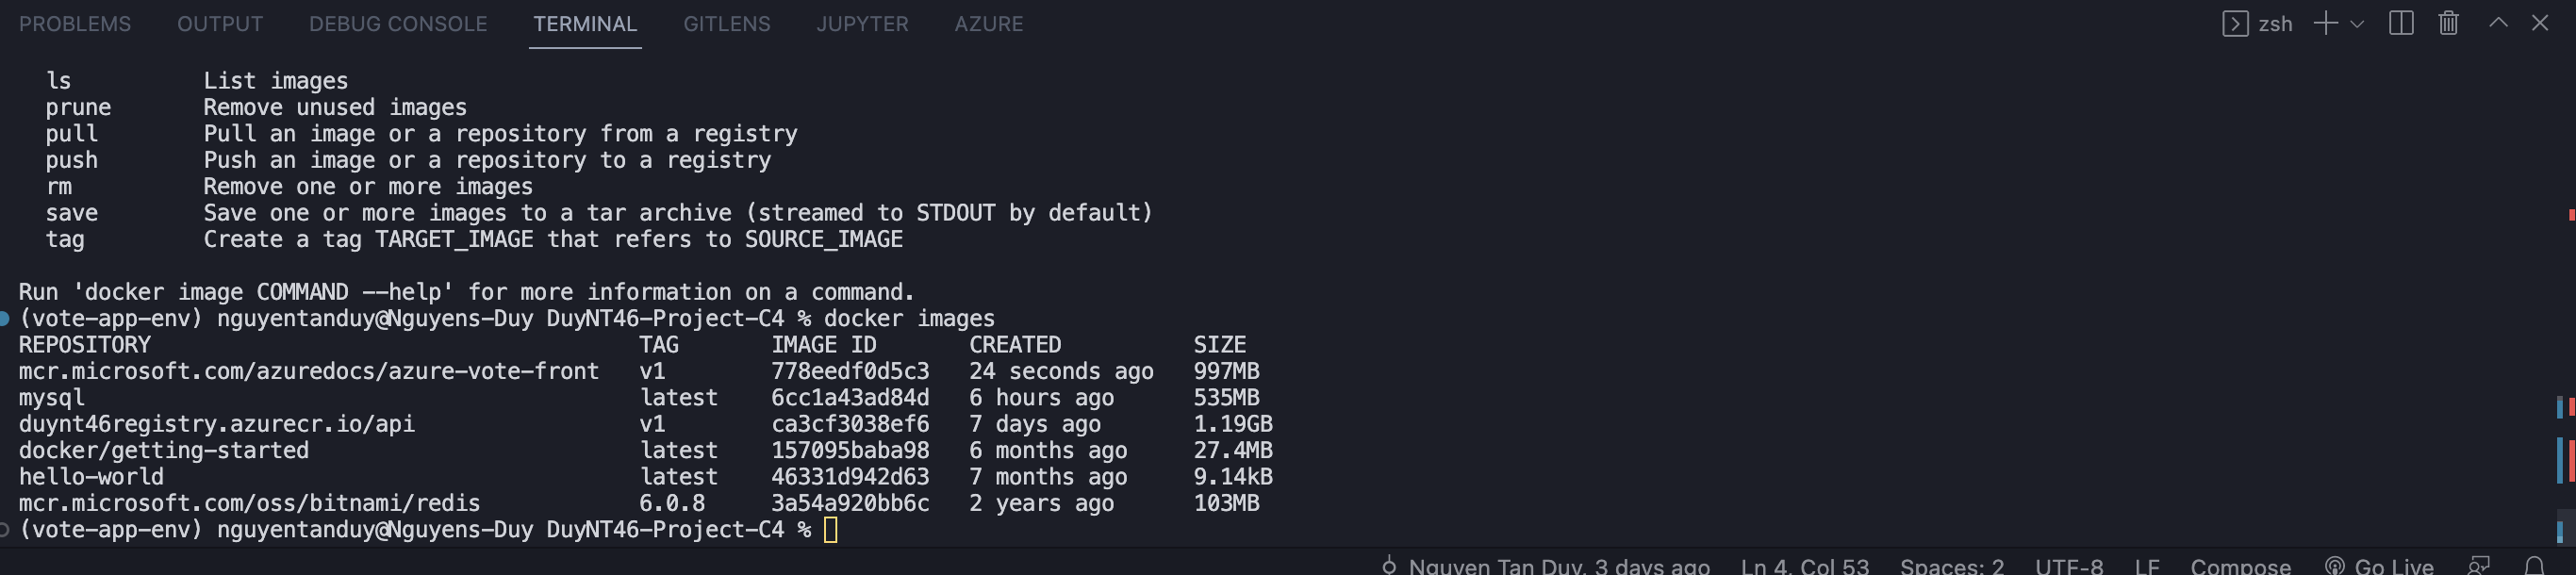 PROBLEMS OUTPUT DEBUG CONSOLE TERMINAL GITLENS JUPYTER AZURE zsh
ls List images
prune Remove unused images
pull Pull an image or a repository from a registry
push Push an image or a repository to a registry
rm Remove one or more images
save Save one or more images to a tar archive (streamed to STDOUT by default)
tag Create a tag TARGET_IMAGE that refers to SOURCE_IMAGE
Run 'docker image COMMAND --help' for more information on a command.
(vote-app-env) nguyentanduy@Nguyens-Duy DuyNT46-Project-C4 % docker images
REPOSITORY TAG IMAGE ID CREATED SIZE
mcr.microsoft.com/azuredocs/azure-vote-front v1 778eedf0d5c3 24 seconds ago 997MB
mysql latest 6cc1a43ad84d 6 hours ago 535MB
duynt46registry.azurecr.io/api v1 ca3cf3038ef6 7 days ago 1.19GB
docker/getting-started latest 157095baba98 6 months ago 27.4MB
hello-world latest 46331d942d63 7 months ago 9.14kB
mcr.microsoft.com/oss/bitnami/redis 6.0.8 3a54a920bb6c 2 years ago 103MB
(vote-app-env) nguyentanduy@Nguyens-Duy DuyNT46-Project-C4 %
Nguyen Tan Duy, 3 days ago Ln 4, Col 53 Spaces: 2 UTF-8 LF Compose Go Live